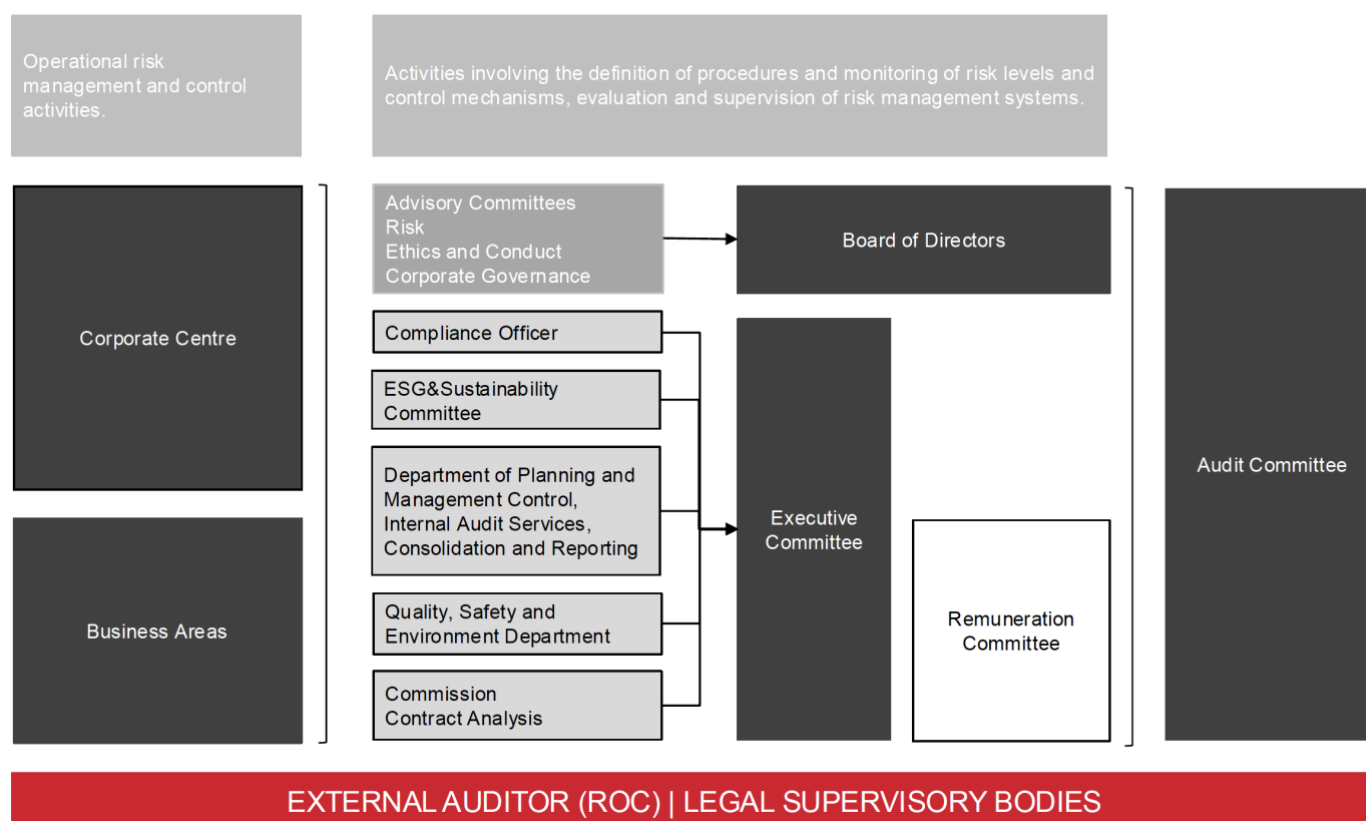 Operational risk
management and control
activities.
Activities involving the definition of procedures and monitoring of risk levels and
control mechanisms, evaluation and supervision of risk management systems.
Corporate Centre
Business Areas
Advisory Committees
Risk
Ethics and Conduct
Corporate Governance
Board of Directors
Compliance Officer
ESG&Sustainability
Committee
Department of Planning and
Management Control,
Internal Audit Services,
Consolidation and Reporting
Quality, Safety and
Environment Department
Commission
Contract Analysis
Executive
Committee
Remuneration
Committee
Audit Committee
EXTERNAL AUDITOR (ROC) | LEGAL SUPERVISORY BODIES